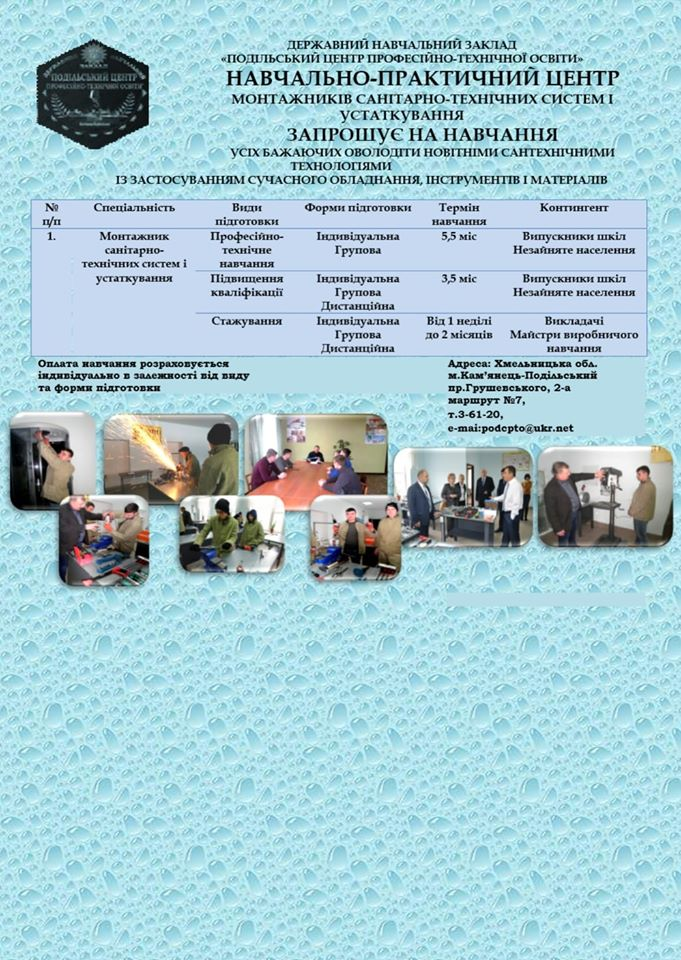 ПОДІЛЬСЬКИЙ ЦЕНТР
ПРОФЕСІЙНО-ТЕХНІЧНОЇ ОСВІТИ
ДЕРЖАВНИЙ НАВЧАЛЬНИЙ ЗАКЛАД
«ПОДІЛЬСЬКИЙ ЦЕНТР ПРОФЕСІЙНО-ТЕХНІЧНОЇ ОСВІТИ»
НАВЧАЛЬНО-ПРАКТИЧНИЙ ЦЕНТР
МОНТАЖНИКІВ САНІТАРНО-ТЕХНІЧНИХ СИСТЕМ І
УСТАТКУВАННЯ
ЗАПРОШУЄ НА НАВЧАННЯ
УСІХ БАЖАЮЧИХ ОВОЛОДІТИ НОВІТНІМИ САНТЕХНІЧНИМИ
ТЕХНОЛОГІЯМИ
ІЗ ЗАСТОСУВАННЯМ СУЧАСНОГО ОБЛАДНАННЯ, ІНСТРУМЕНТІВ І МАТЕРІАЛІВ
№ п/п Спеціальність Види підготовки Форми підготовки Термін навчання Контингент
1. Монтажник санітарно-технічних систем і устаткування
Професійно-технічне навчання Індивідуальна Групова 5,5 міс Випускники шкіл Незайняте населення
Підвищення кваліфікації Індивідуальна Групова Дистанційна 3,5 міс Випускники шкіл Незайняте населення
Стажування Індивідуальна Групова Дистанційна Від 1 неділі до 2 місяців Викладачі Майстри виробничого навчання
Оплата навчання розраховується
індивідуально в залежності від виду
та форми підготовки
Адреса: Хмельницька обл.
м.Кам'янець-Подільський
пр.Грушевського, 2-а
маршрут №7,
т.3-61-20,
e-mai:podcpto@ukr.net